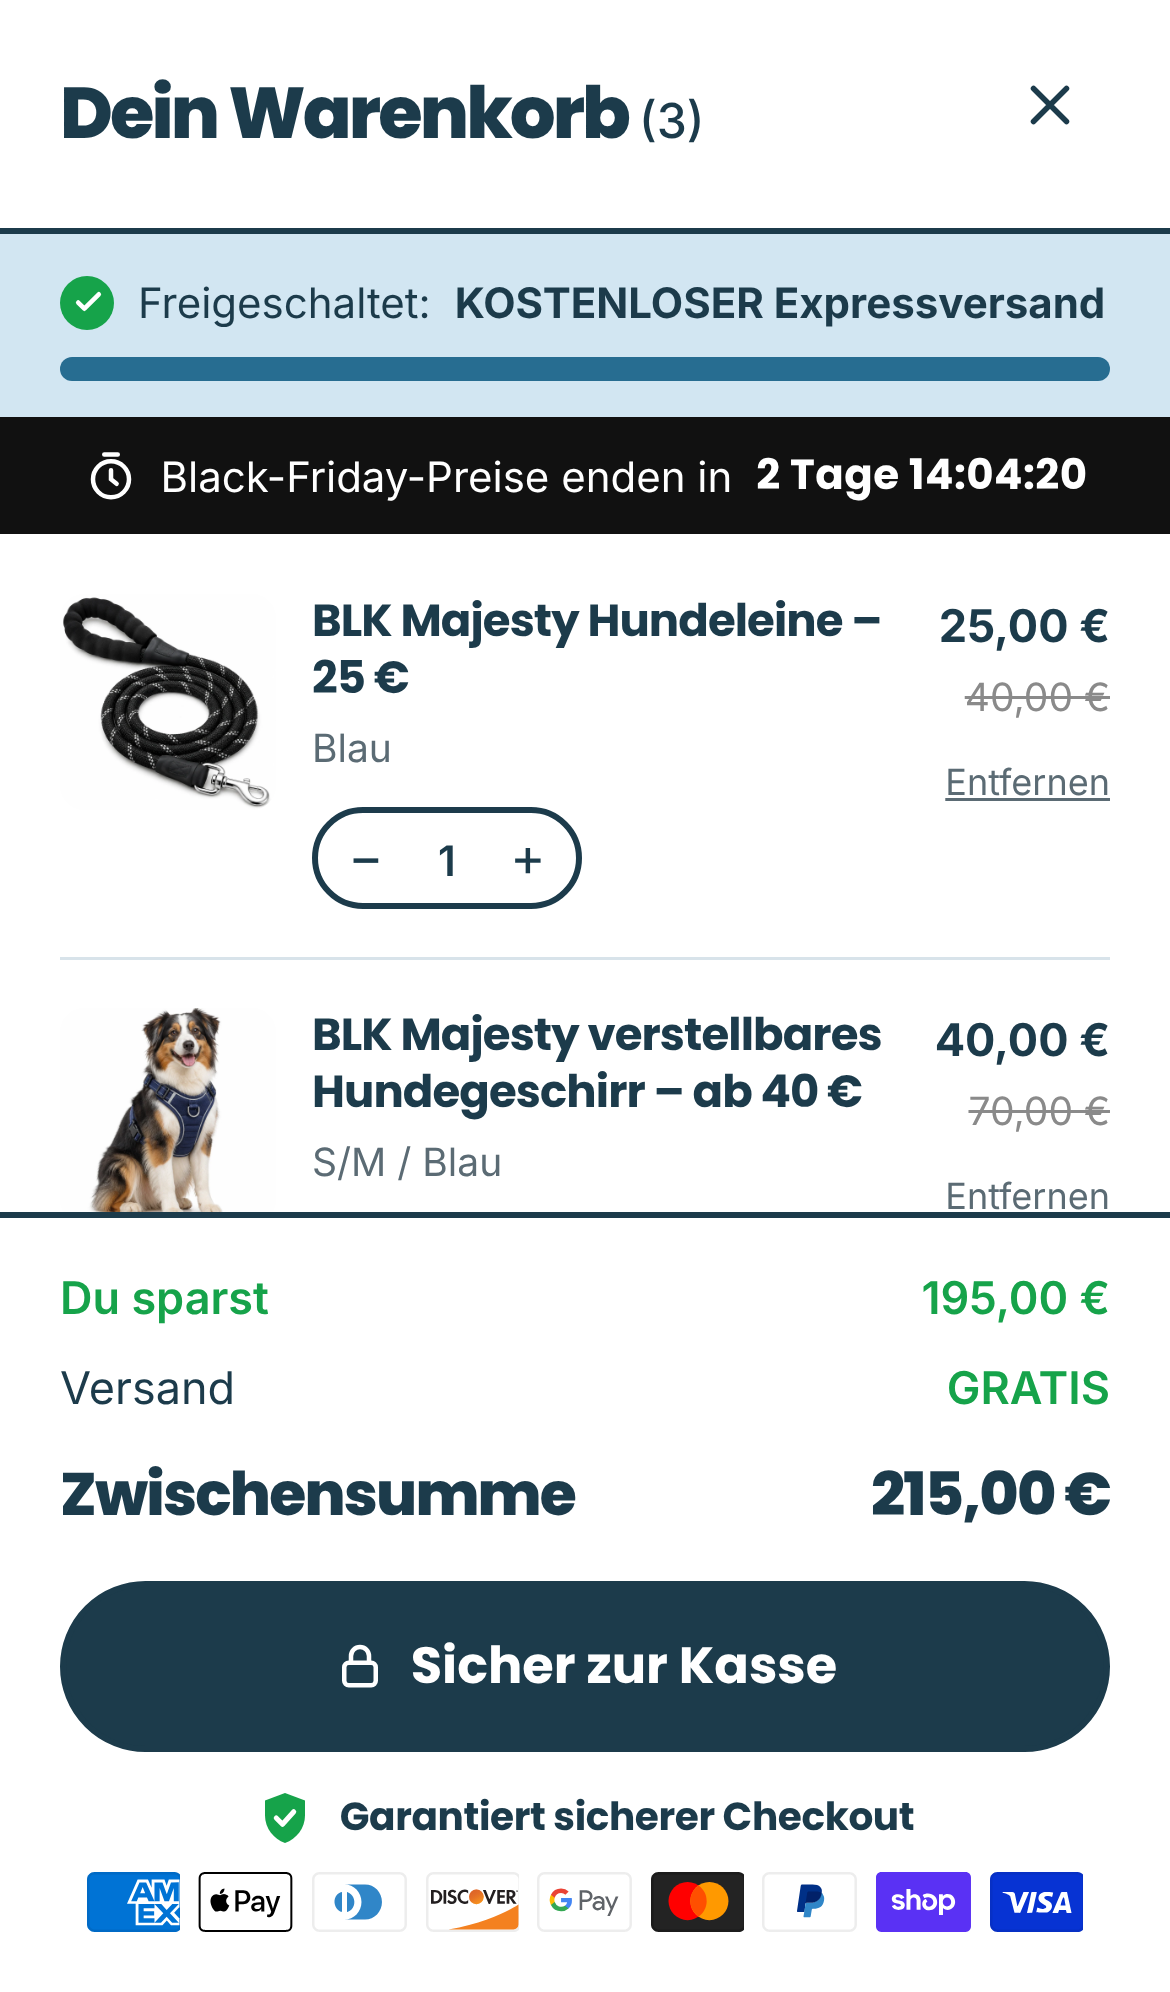 Dein Warenkorb (3)
Freigeschaltet: KOSTENLOSER Expressversand
Black-Friday-Preise enden in 2 Tage 14:04:20
BLK Majesty Hundeleine –
25 €
25,00 €
40,00 €
Blau
Entfernen
− 1 +
BLK Majesty verstellbares
Hundegeschirr – ab 40 €
40,00 €
70,00 €
S/M / Blau
Entfernen
Du sparst 195,00 €
Versand GRATIS
Zwischensumme 215,00 €
Sicher zur Kasse
Garantiert sicherer Checkout
AMEX Pay DISCOVER G Pay shop VISA